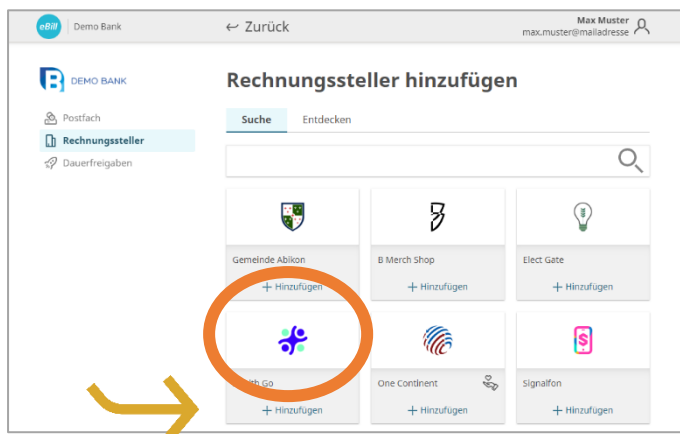 eBill Demo Bank
← Zurück
Max Muster
max.muster@mailadresse
DEMO BANK
Rechnungssteller hinzufügen
Postfach
Rechnungssteller
Dauerfreigaben
Suche Entdecken
Gemeinde Abikon B Merch Shop Elect Gate
+ Hinzufügen + Hinzufügen + Hinzufügen
Go One Continent Signalfon
+ Hinzufügen + Hinzufügen + Hinzufügen